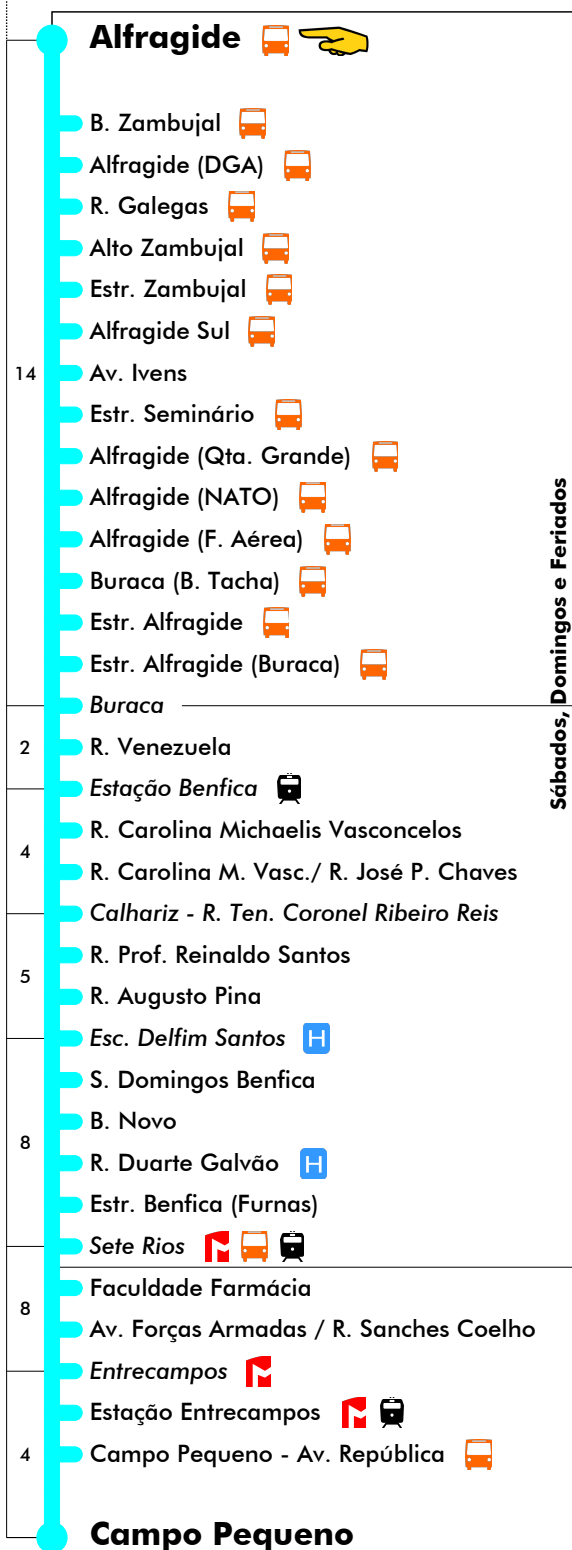 Alfragide
B. Zambujal
Alfragide (DGA)
R. Galegas
Alto Zambujal
Estr. Zambujal
Alfragide Sul
14
Av. Ivens
Estr. Seminário
Alfragide (Qta. Grande)
Alfragide (NATO)
Alfragide (F. Aérea)
Buraca (B. Tacha)
Estr. Alfragide
Estr. Alfragide (Buraca)
Sábados, Domingos e Feriados
Buraca
2
R. Venezuela
Estação Benfica
4
R. Carolina Michaelis Vasconcelos
R. Carolina M. Vasc./ R. José P. Chaves
Calhariz - R. Ten. Coronel Ribeiro Reis
5
R. Prof. Reinaldo Santos
R. Augusto Pina
Esc. Delfim Santos H
S. Domingos Benfica
B. Novo
8
R. Duarte Galvão H
Estr. Benfica (Furnas)
Sete Rios
Faculdade Farmácia
8
Av. Forças Armadas / R. Sanches Coelho
Entrecampos
Estação Entrecampos
4
Campo Pequeno - Av. República
Campo Pequeno